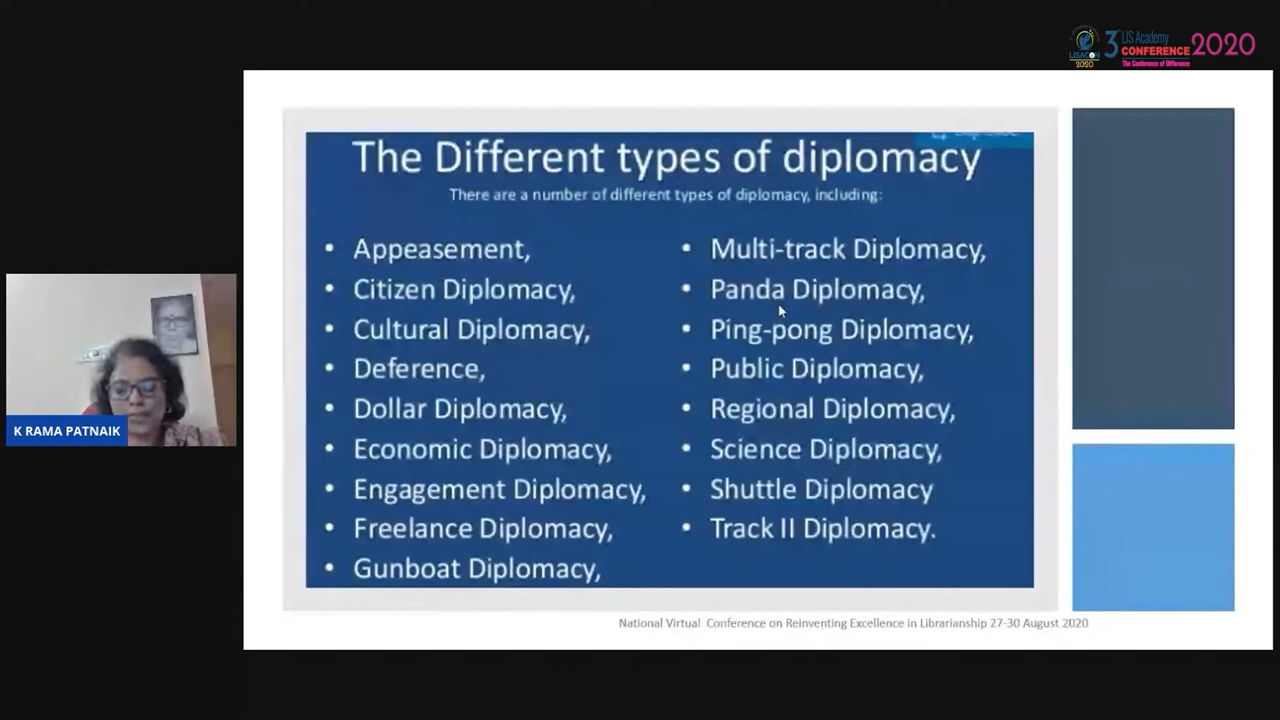 3rd LIS Academy
CONFERENCE 2020
The Conference of Difference
LISACON
2020
The Different types of diplomacy
There are a number of different types of diplomacy, including:
• Appeasement,
• Citizen Diplomacy,
• Cultural Diplomacy,
• Deference,
• Dollar Diplomacy,
• Economic Diplomacy,
• Engagement Diplomacy,
• Freelance Diplomacy,
• Gunboat Diplomacy,
• Multi-track Diplomacy,
• Panda Diplomacy,
• Ping-pong Diplomacy,
• Public Diplomacy,
• Regional Diplomacy,
• Science Diplomacy,
• Shuttle Diplomacy
• Track II Diplomacy.
K RAMA PATNAIK
National Virtual Conference on Reinventing Excellence in Librarianship 27-30 August 2020